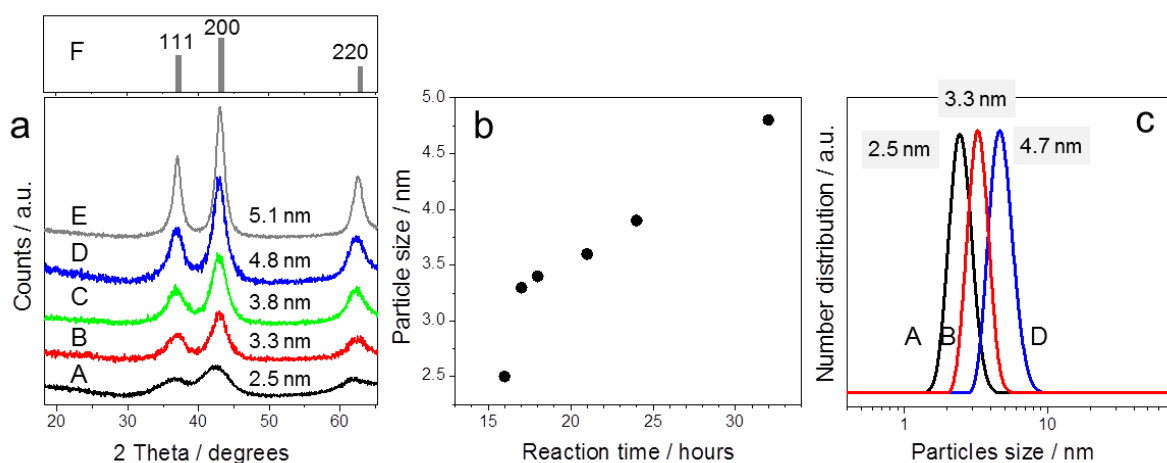 F
111
200
220
a
E
D
C
B
A
5.1 nm
4.8 nm
3.8 nm
3.3 nm
2.5 nm
Counts / a.u.
20
30
40
50
60
2 Theta / degrees
b
5.0
4.5
4.0
3.5
3.0
2.5
Particle size / nm
15
20
25
30
Reaction time / hours
c
3.3 nm
2.5 nm
4.7 nm
A
B
D
Number distribution / a.u.
1
10
Particles size / nm